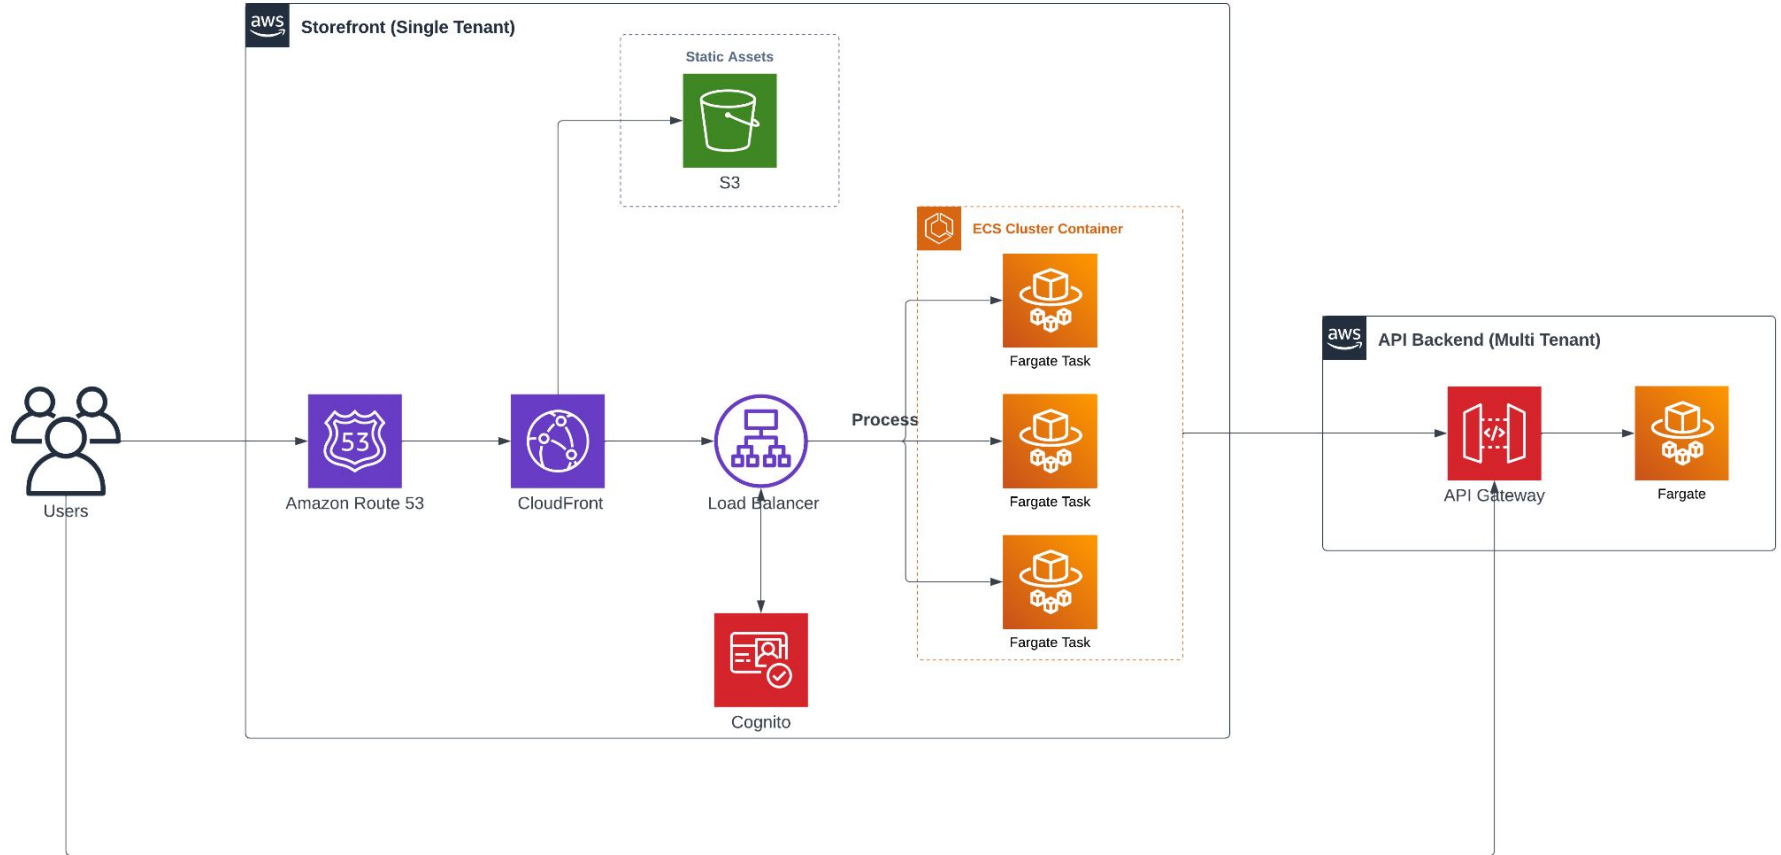 aws
Storefront (Single Tenant)
Static Assets
S3
ECS Cluster Container
Fargate Task
aws
API Backend (Multi Tenant)
Users
53
Amazon Route 53
CloudFront
Load Balancer
Process
Fargate Task
</>
API Gateway
Fargate
Fargate Task
Cognito